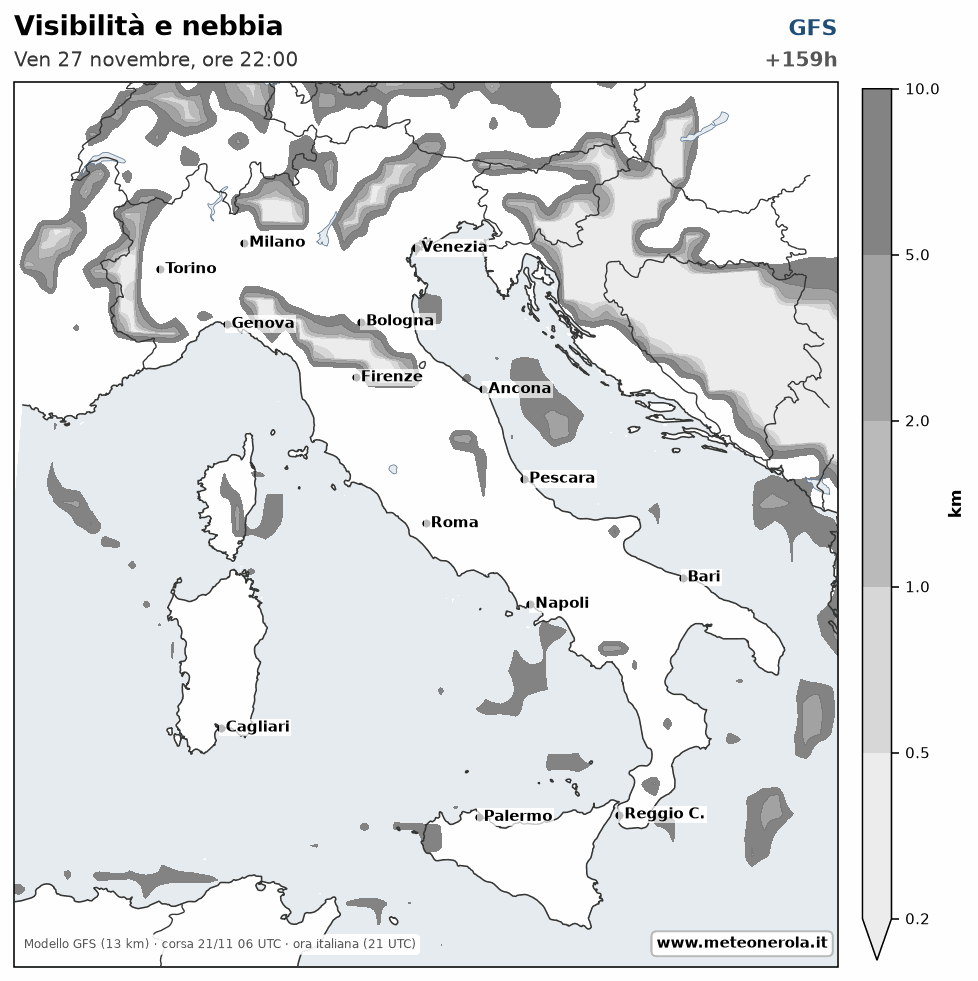 Visibilità e nebbia
GFS
Ven 27 novembre, ore 22:00
+159h
10.0
5.0
2.0
1.0
0.5
0.2
km
Milano
Venezia
Torino
Genova
Bologna
Firenze
Ancona
Pescara
Roma
Bari
Napoli
Cagliari
Palermo
Reggio C.
Modello GFS (13 km) · corsa 21/11 06 UTC · ora italiana (21 UTC)
www.meteonerola.it